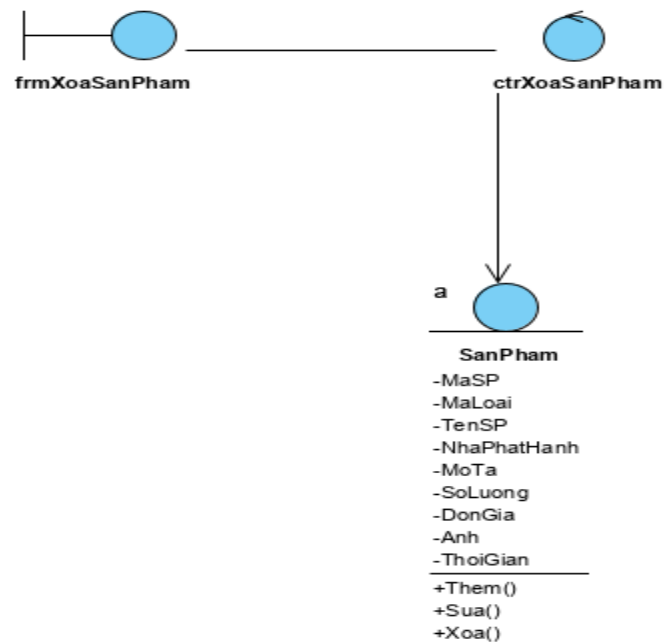 frmXoaSanPham
ctrXoaSanPham
a
SanPham
-MaSP
-MaLoai
-TenSP
-NhaPhatHanh
-MoTa
-SoLuong
-DonGia
-Anh
-ThoiGian
+Them()
+Sua()
+Xoa()